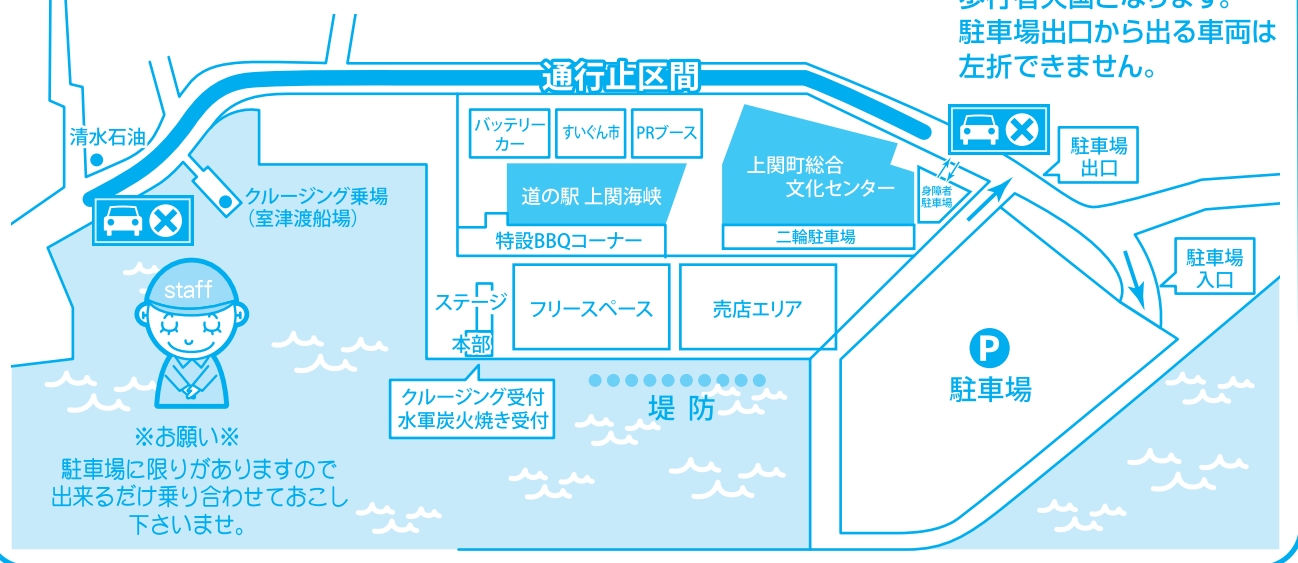 歩行者天国となります。
駐車場出口から出る車両は
左折できません。
通行止区間
清水石油
バッテリー
カー
すいぐん市
PRブース
上関町総合
文化センター
駐車場
出口
道の駅 上関海峡
身障者
駐車場
クルージング乗場
（室津渡船場）
特設BBQコーナー
二輪駐車場
駐車場
入口
staff
ステージ
フリースペース
売店エリア
本部
P
駐車場
クルージング受付
水軍炭火焼き受付
堤 防
※お願い※
駐車場に限りがありますので
出来るだけ乗り合わせておこし
下さいませ。